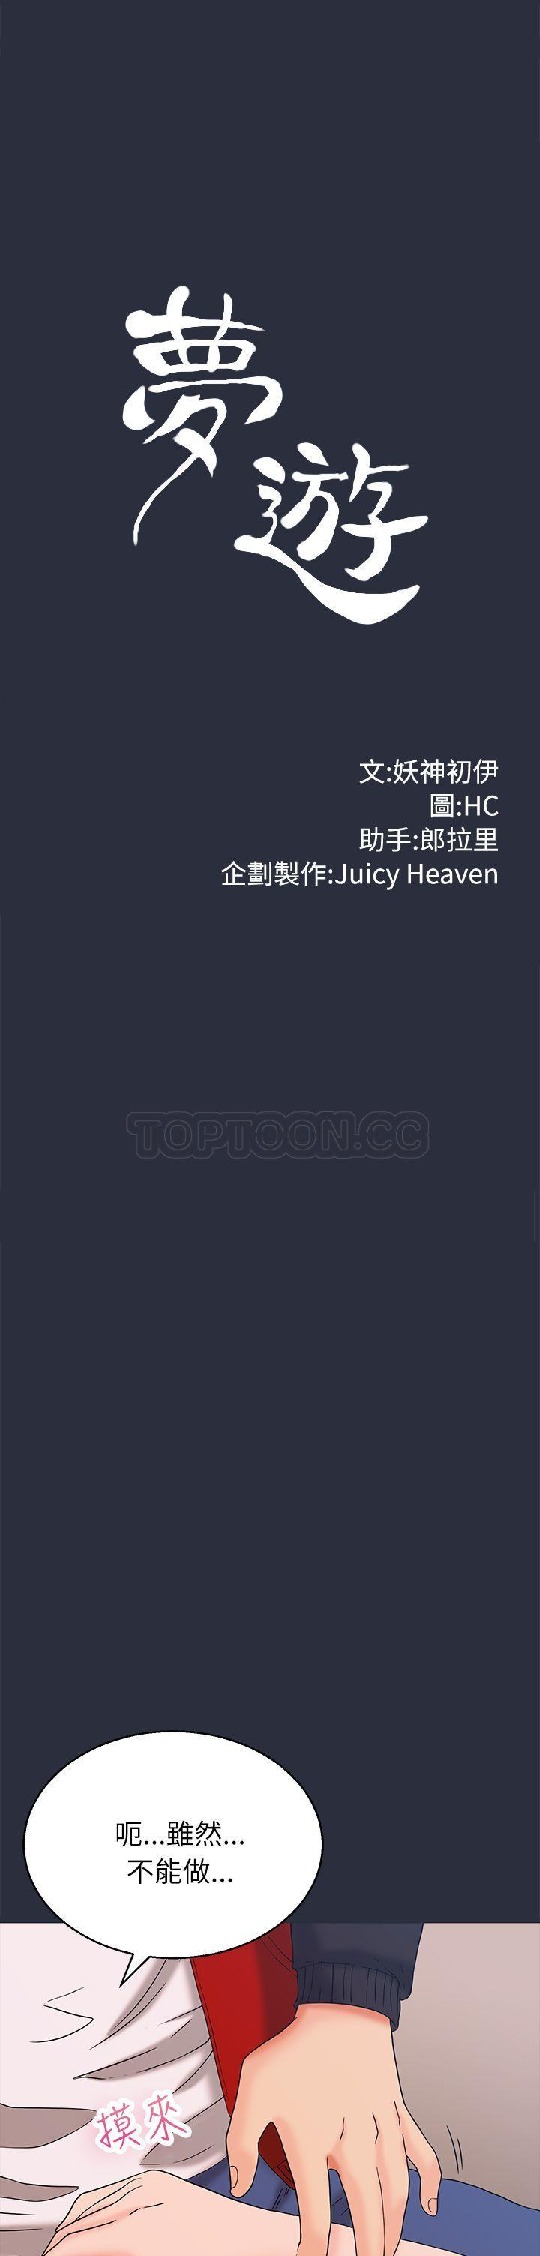 夢遊
文:妖神初伊
圖:HC
助手:郎拉里
企劃製作:Juicy Heaven
TOPTOON.CC
呃...雖然...
不能做...
摸來